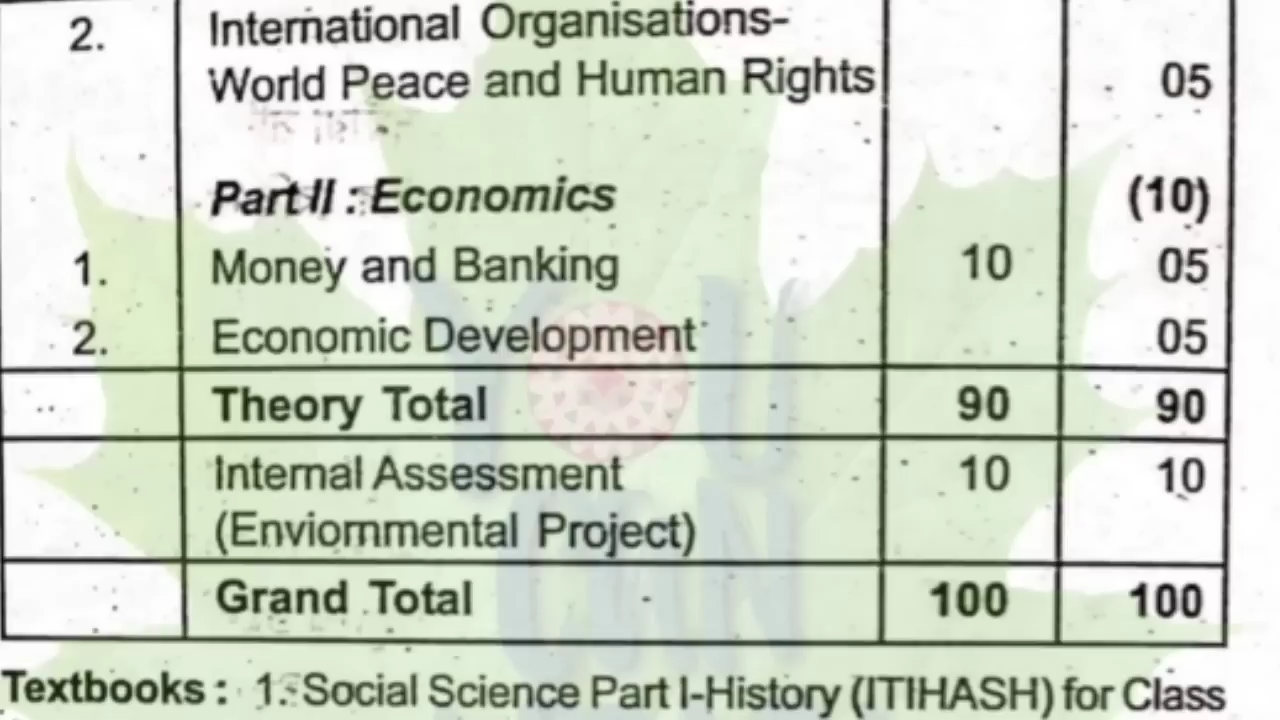 2. International Organisations-
World Peace and Human Rights 05
Part II : Economics (10)
1. Money and Banking 10 05
2. Economic Development 05
Theory Total 90 90
Internal Assessment 10 10
(Enviornmental Project)
Grand Total 100 100
Textbooks : 1. Social Science Part I-History (ITIHASH) for Class
YOU
CAN